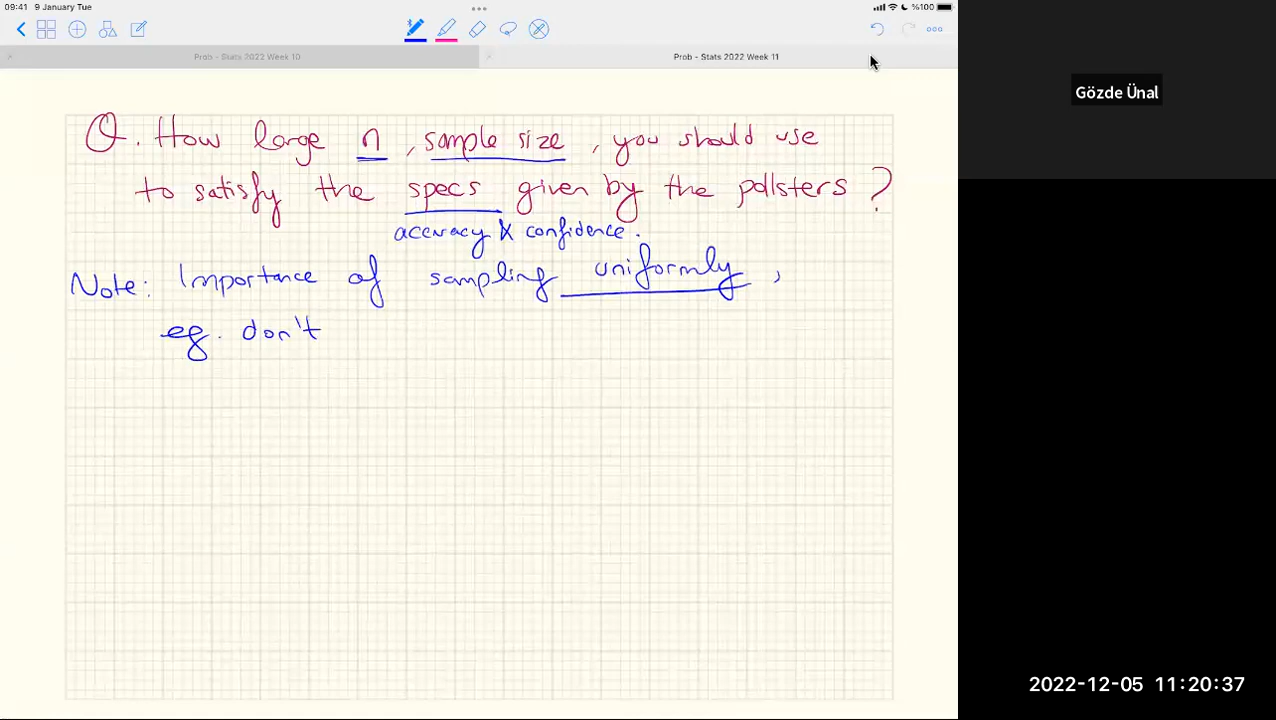 09:41 9 January Tue
%100
Prob - Stats 2022 Week 10
Prob - Stats 2022 Week 11
Gözde Ünal
Q. How large n, sample size, you should use
to satisfy the specs given by the pollsters?
accuracy & confidence.
Note: Importance of sampling uniformly,
eg. don't
2022-12-05 11:20:37